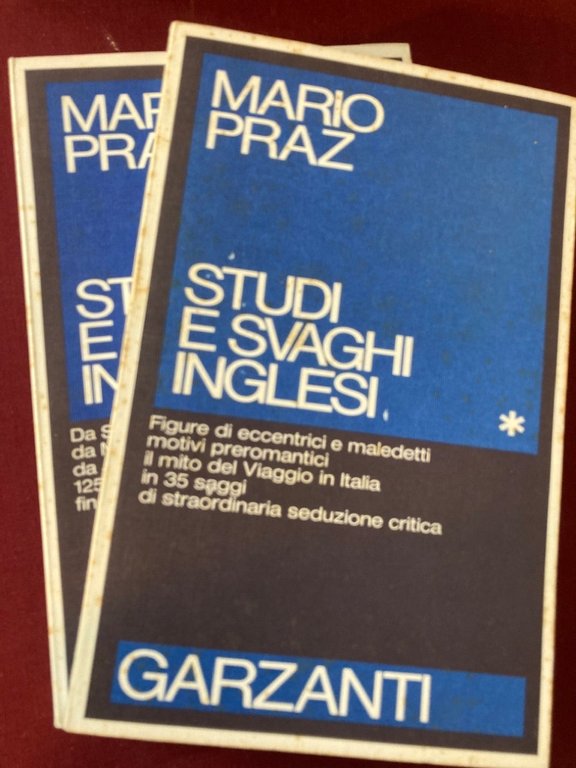 MARIO
PRAZ
STUDI
E SVAGHI
INGLESI
*
Figure di eccentrici e maledetti
motivi preromantici
il mito del Viaggio in Italia
in 35 saggi
di straordinaria seduzione critica
GARZANTI
MAR
PRA
ST
E
IN
Da S
da
da
125
fin